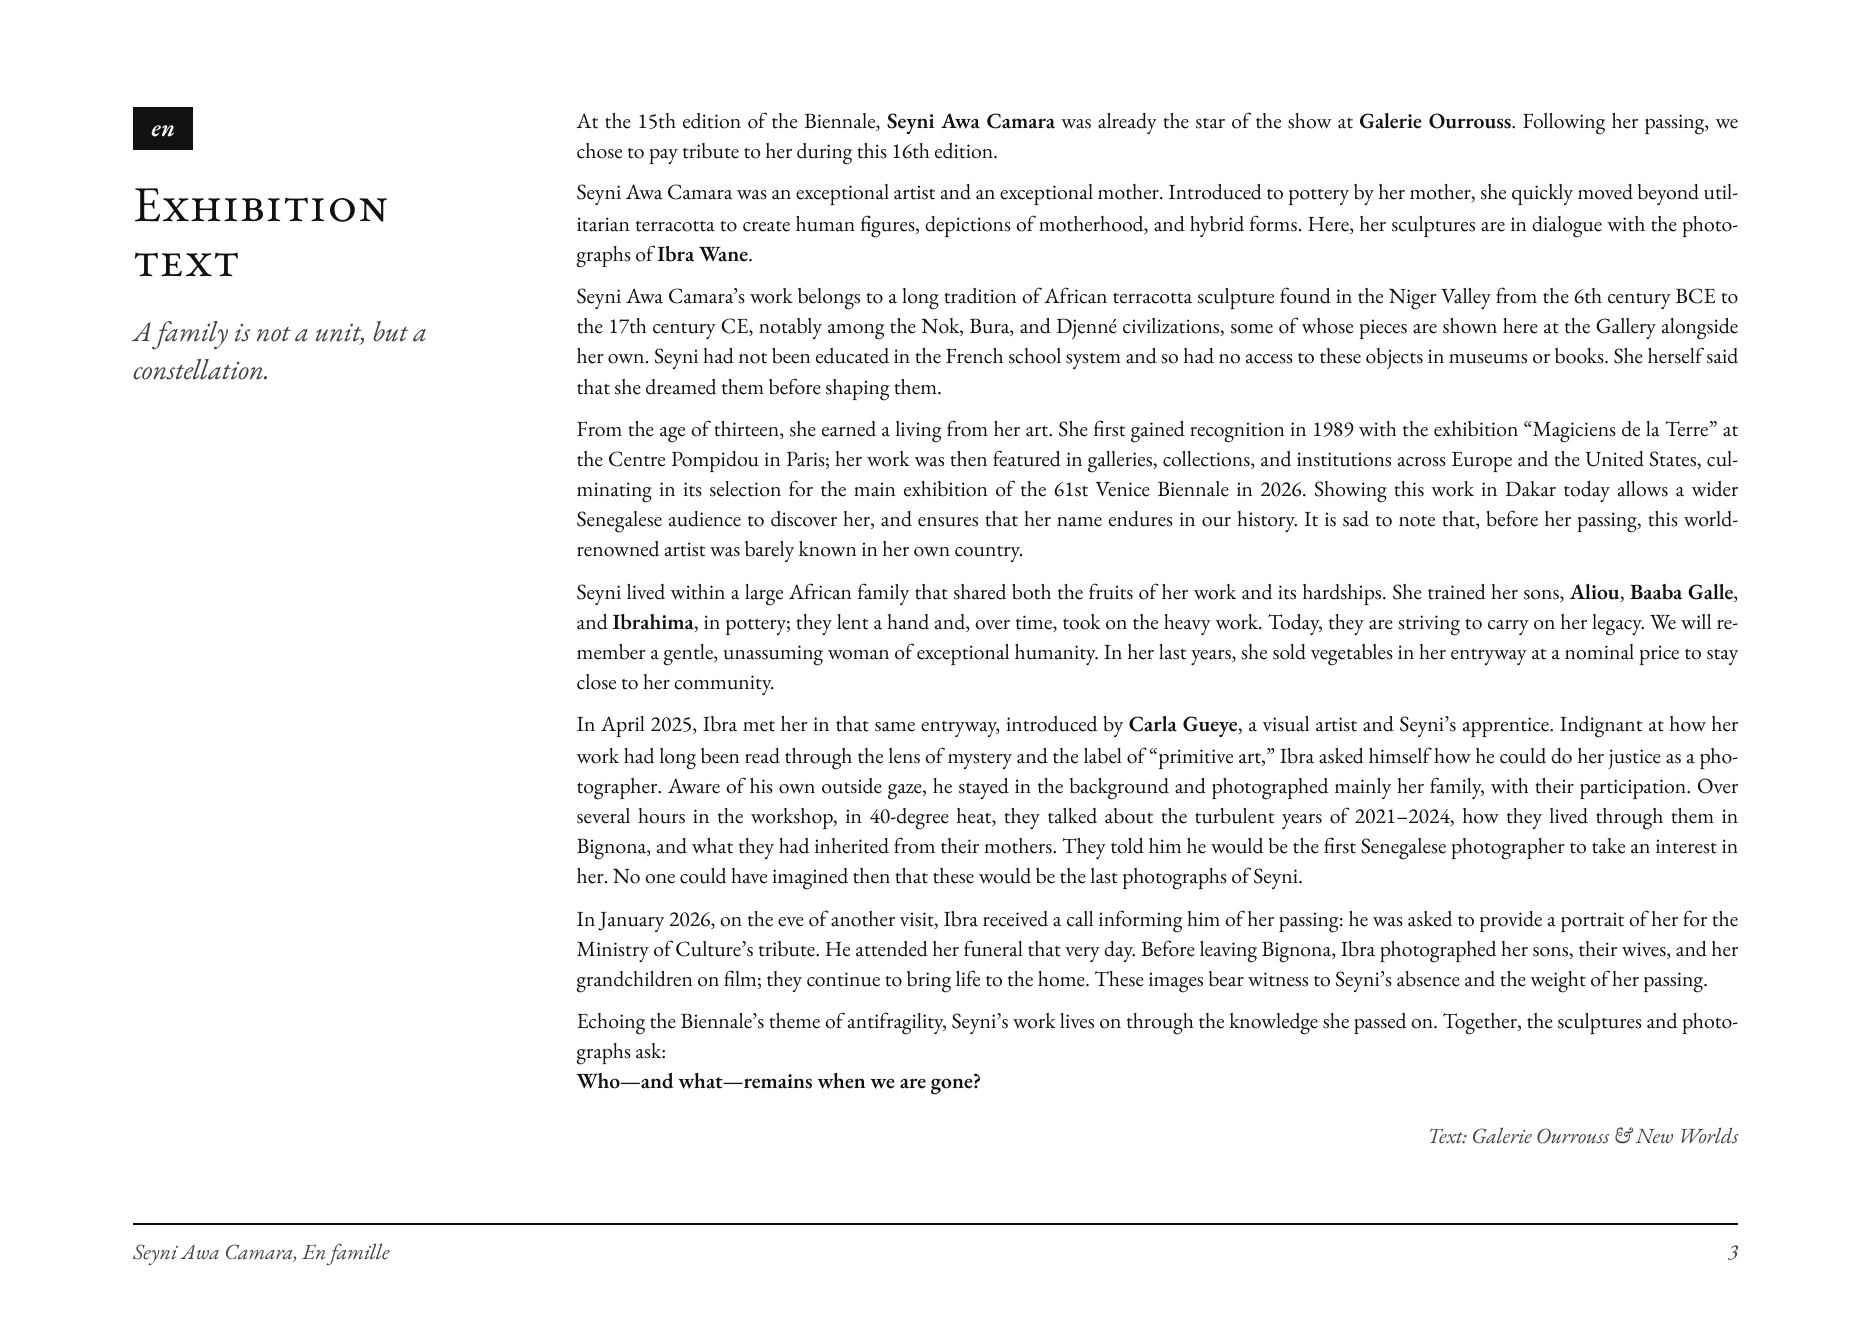 en
Exhibition
text
A family is not a unit, but a
constellation.
At the 15th edition of the Biennale, Seyni Awa Camara was already the star of the show at Galerie Ourrouss. Following her passing, we
chose to pay tribute to her during this 16th edition.
Seyni Awa Camara was an exceptional artist and an exceptional mother. Introduced to pottery by her mother, she quickly moved beyond util-
itarian terracotta to create human figures, depictions of motherhood, and hybrid forms. Here, her sculptures are in dialogue with the photo-
graphs of Ibra Wane.
Seyni Awa Camara’s work belongs to a long tradition of African terracotta sculpture found in the Niger Valley from the 6th century BCE to
the 17th century CE, notably among the Nok, Bura, and Djenné civilizations, some of whose pieces are shown here at the Gallery alongside
her own. Seyni had not been educated in the French school system and so had no access to these objects in museums or books. She herself said
that she dreamed them before shaping them.
From the age of thirteen, she earned a living from her art. She first gained recognition in 1989 with the exhibition “Magiciens de la Terre” at
the Centre Pompidou in Paris; her work was then featured in galleries, collections, and institutions across Europe and the United States, cul-
minating in its selection for the main exhibition of the 61st Venice Biennale in 2026. Showing this work in Dakar today allows a wider
Senegalese audience to discover her, and ensures that her name endures in our history. It is sad to note that, before her passing, this world-
renowned artist was barely known in her own country.
Seyni lived within a large African family that shared both the fruits of her work and its hardships. She trained her sons, Aliou, Baaba Galle,
and Ibrahima, in pottery; they lent a hand and, over time, took on the heavy work. Today, they are striving to carry on her legacy. We will re-
member a gentle, unassuming woman of exceptional humanity. In her last years, she sold vegetables in her entryway at a nominal price to stay
close to her community.
In April 2025, Ibra met her in that same entryway, introduced by Carla Gueye, a visual artist and Seyni’s apprentice. Indignant at how her
work had long been read through the lens of mystery and the label of “primitive art,” Ibra asked himself how he could do her justice as a pho-
tographer. Aware of his own outside gaze, he stayed in the background and photographed mainly her family, with their participation. Over
several hours in the workshop, in 40-degree heat, they talked about the turbulent years of 2021–2024, how they lived through them in
Bignona, and what they had inherited from their mothers. They told him he would be the first Senegalese photographer to take an interest in
her. No one could have imagined then that these would be the last photographs of Seyni.
In January 2026, on the eve of another visit, Ibra received a call informing him of her passing: he was asked to provide a portrait of her for the
Ministry of Culture’s tribute. He attended her funeral that very day. Before leaving Bignona, Ibra photographed her sons, their wives, and her
grandchildren on film; they continue to bring life to the home. These images bear witness to Seyni’s absence and the weight of her passing.
Echoing the Biennale’s theme of antifragility, Seyni’s work lives on through the knowledge she passed on. Together, the sculptures and photo-
graphs ask:
Who—and what—remains when we are gone?
Text: Galerie Ourrouss & New Worlds
Seyni Awa Camara, En famille
3